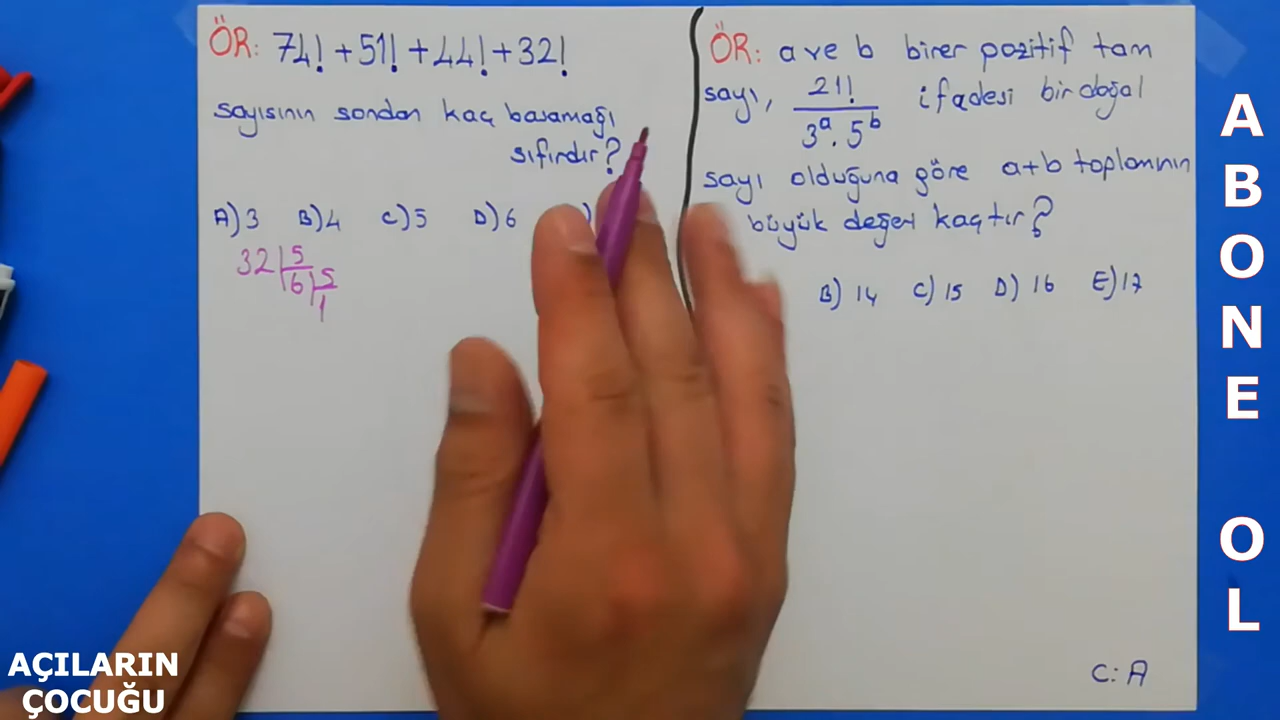 ÖR: 74! + 51! + 44! + 32!
sayısının sondan kaç basamağı
sıfırdır?
A) 3 B) 4 C) 5 D) 6 )
32 | 5
6 | 5
1
ÖR: a ve b birer pozitif tam
sayı, 21! / 3^a . 5^b ifadesi bir doğal
sayı olduğuna göre a+b toplamının
büyük değeri kaçtır?
B) 14 C) 15 D) 16 E) 17
C: A
ABONE
OL
AÇILARIN
ÇOCUĞU